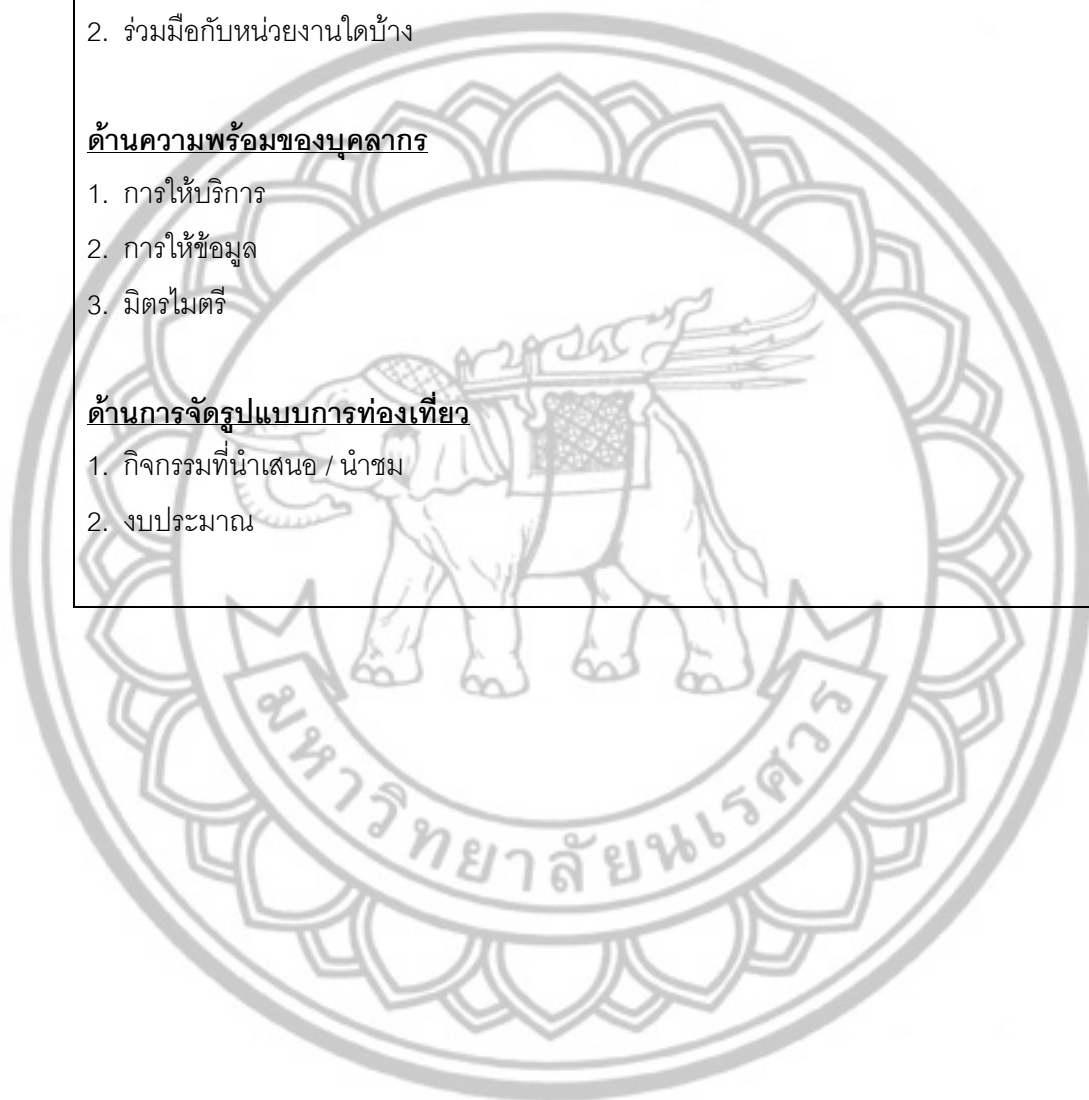 2. ร่วมมือกับหน่วยงานใดบ้าง
ด้านความพร้อมของบุคลากร
1. การให้บริการ
2. การให้ข้อมูล
3. มิตรไมตรี
ด้านการจัดรูปแบบการท่องเที่ยว
1. กิจกรรมที่นำเสนอ / นำชม
2. งบประมาณ
มหาวิทยาลัยนเรศวร